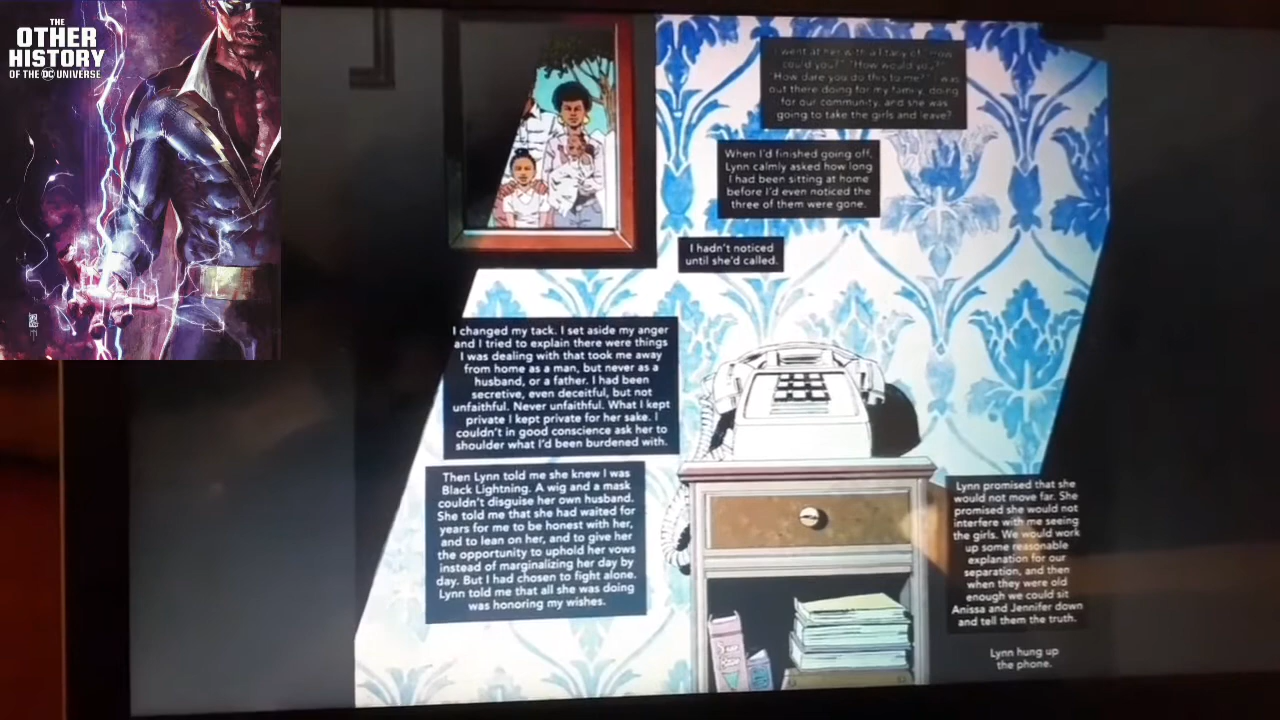 THE
OTHER
HISTORY
OF THE DC UNIVERSE
I went at her with a litany of "How
could you?" "How would you?"
"How dare you do this to me?" I was
out there doing for my family, doing
for our community, and she was
going to take the girls and leave?
When I'd finished going off,
Lynn calmly asked how long
I had been sitting at home
before I'd even noticed the
three of them were gone.
I hadn't noticed
until she'd called.
I changed my tack. I set aside my anger
and I tried to explain there were things
I was dealing with that took me away
from home as a man, but never as a
husband, or a father. I had been
secretive, even deceitful, but not
unfaithful. Never unfaithful. What I kept
private I kept private for her sake. I
couldn't in good conscience ask her to
shoulder what I'd been burdened with.
Then Lynn told me she knew I was
Black Lightning. A wig and a mask
couldn't disguise her own husband.
She told me that she had waited for
years for me to be honest with her,
and to lean on her, and to give her
the opportunity to uphold her vows
instead of marginalizing her day by
day. But I had chosen to fight alone.
Lynn told me that all she was doing
was honoring my wishes.
Lynn promised that she
would not move far. She
promised she would not
interfere with me seeing
the girls. We would work
up some reasonable
explanation for our
separation, and then
when they were old
enough we could sit
Anissa and Jennifer down
and tell them the truth.
Lynn hung up
the phone.